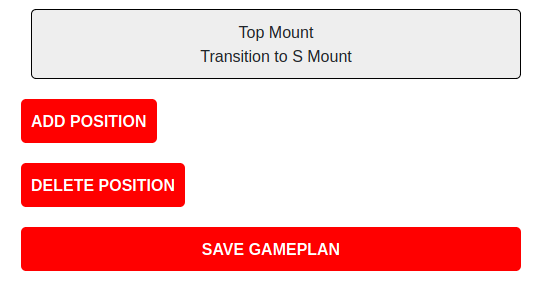 Top Mount
Transition to S Mount
ADD POSITION
DELETE POSITION
SAVE GAMEPLAN